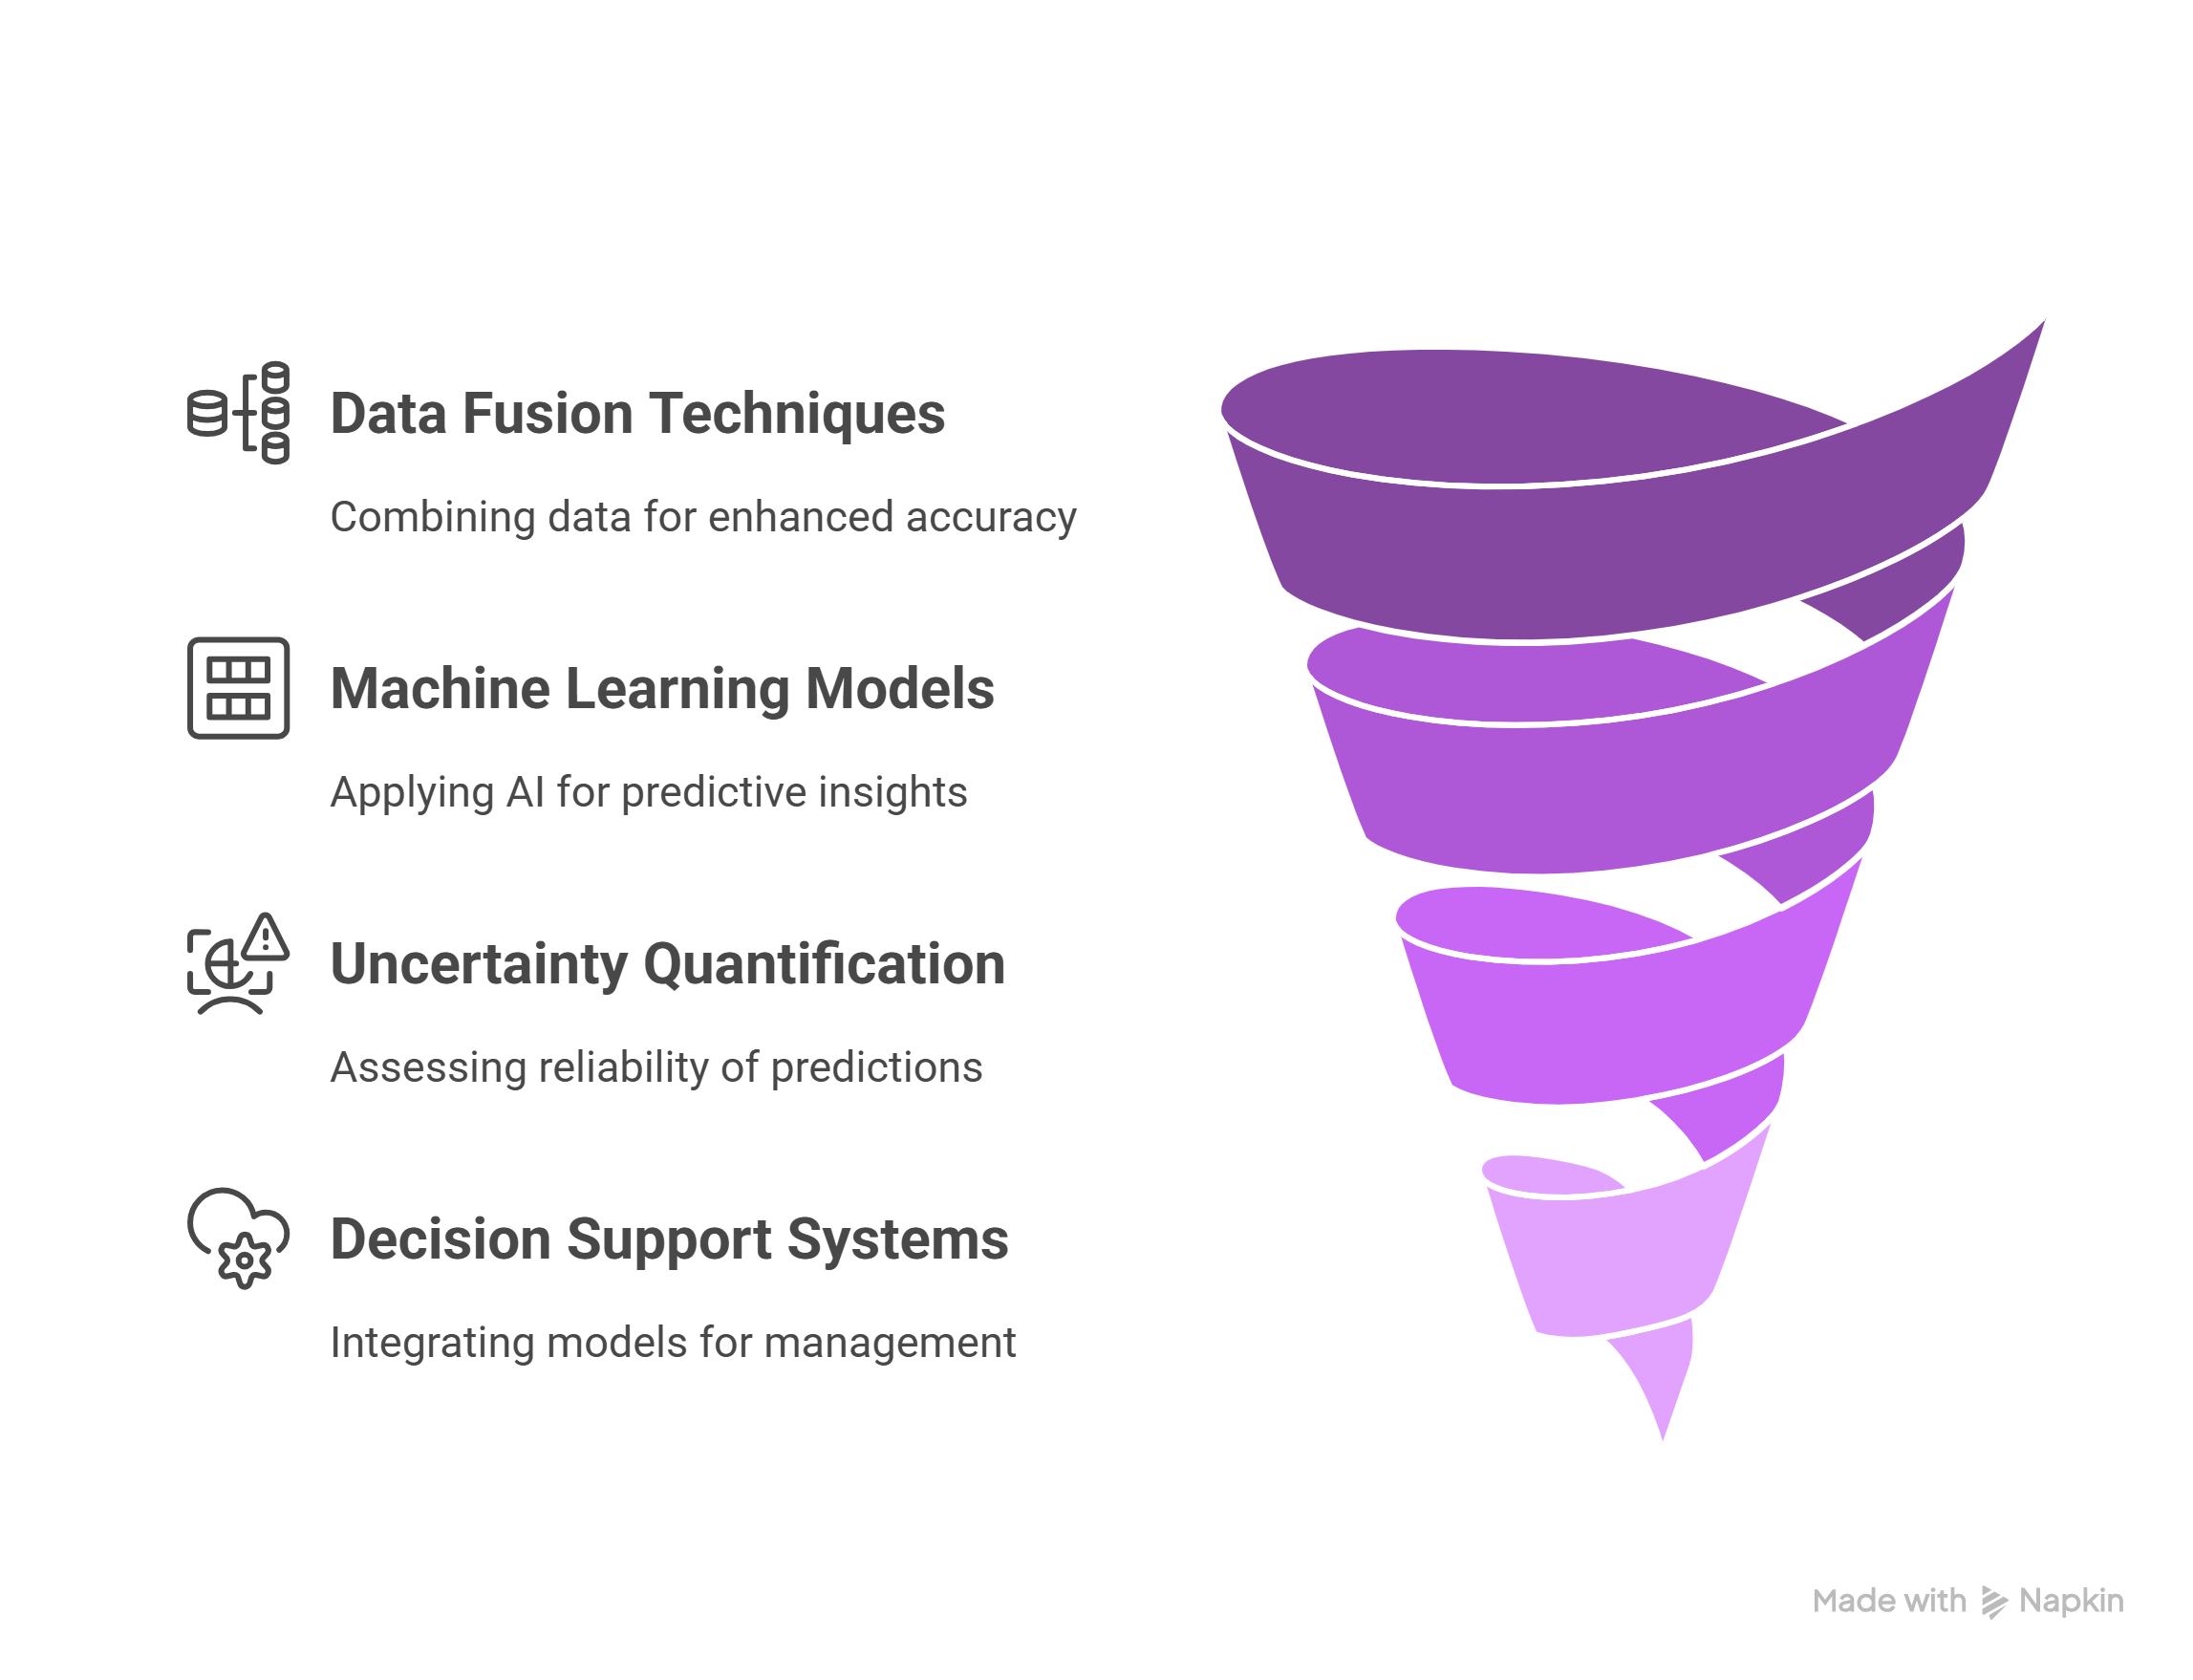 Data Fusion Techniques
Combining data for enhanced accuracy
Machine Learning Models
Applying AI for predictive insights
Uncertainty Quantification
Assessing reliability of predictions
Decision Support Systems
Integrating models for management
Made with Napkin